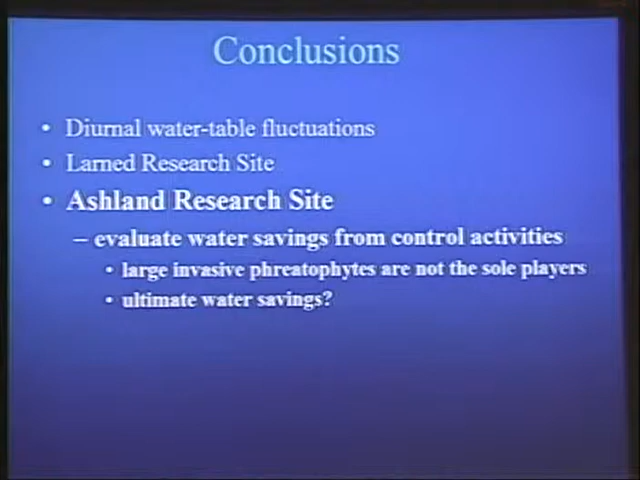 Conclusions
• Diurnal water-table fluctuations
• Larned Research Site
• Ashland Research Site
– evaluate water savings from control activities
• large invasive phreatophytes are not the sole players
• ultimate water savings?